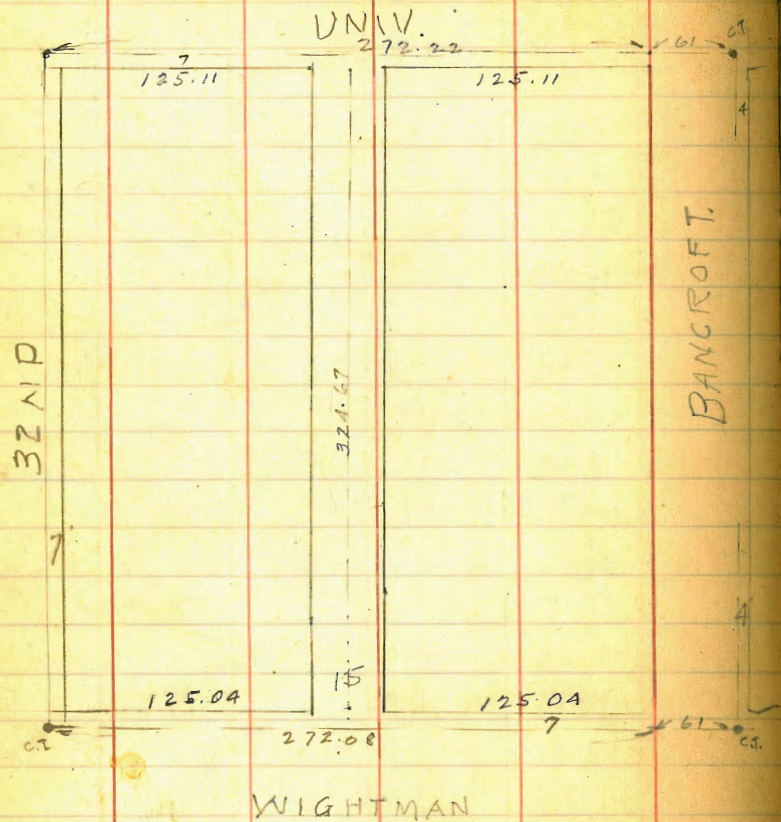 UNIV.
272.22
61
C.T.
7
125.11
125.11
4
BANCROFT.
32ND
324.67
7
4
15
125.04
125.04
7
C.T.
272.08
61
C.T.
WIGHTMAN